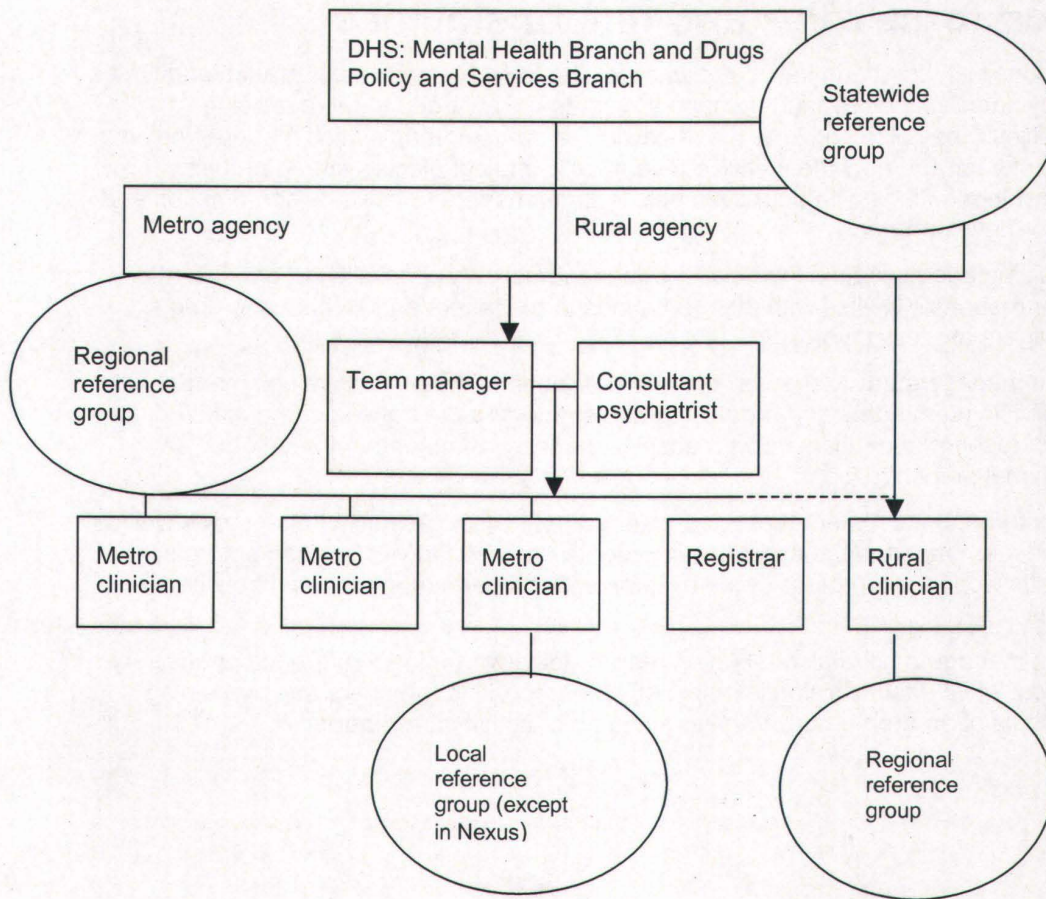 DHS: Mental Health Branch and Drugs
Policy and Services Branch
Statewide
reference
group
Metro agency
Rural agency
Regional
reference
group
Team manager
Consultant
psychiatrist
Metro
clinician
Metro
clinician
Metro
clinician
Registrar
Rural
clinician
Local
reference
group (except
in Nexus)
Regional
reference
group